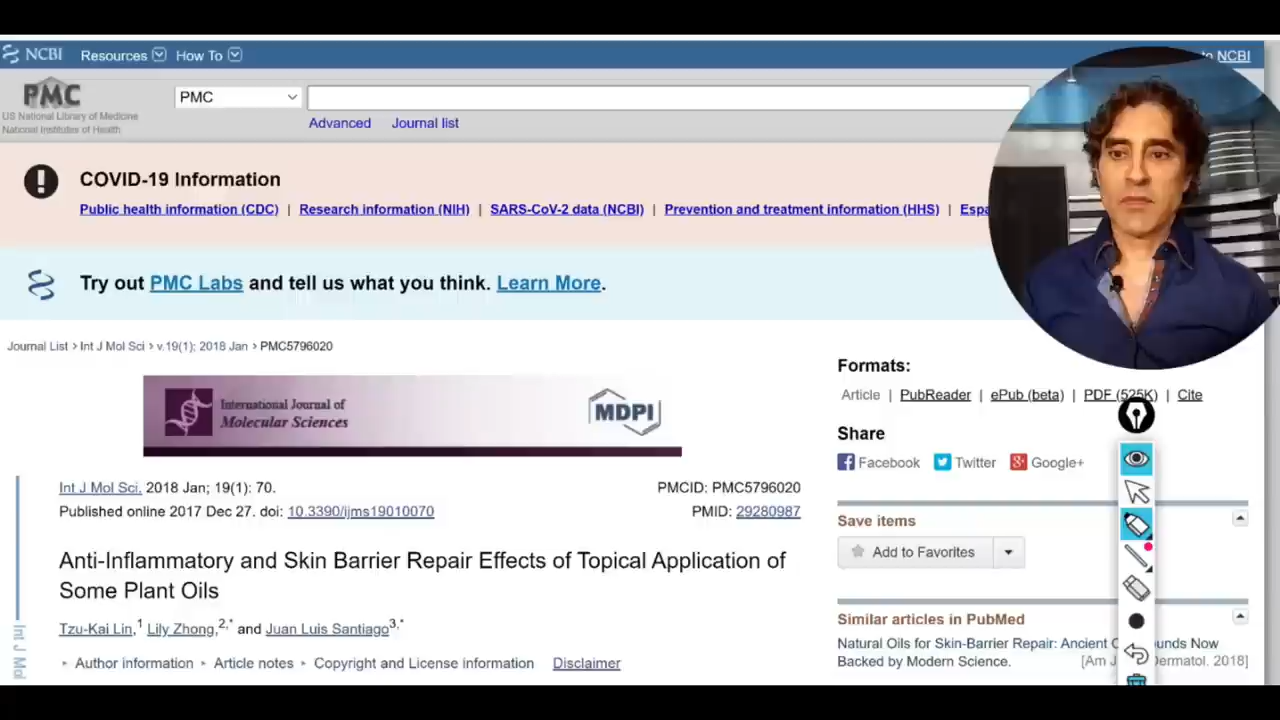 NCBI Resources How To to NCBI
PMC PMC
US National Library of Medicine
National Institutes of Health
Advanced Journal list
COVID-19 Information
Public health information (CDC) | Research information (NIH) | SARS-CoV-2 data (NCBI) | Prevention and treatment information (HHS) | Espa
Try out PMC Labs and tell us what you think. Learn More.
Journal List > Int J Mol Sci > v.19(1); 2018 Jan > PMC5796020
International Journal of
Molecular Sciences
MDPI
Int J Mol Sci. 2018 Jan; 19(1): 70.
PMCID: PMC5796020
Published online 2017 Dec 27. doi: 10.3390/ijms19010070
PMID: 29280987
Anti-Inflammatory and Skin Barrier Repair Effects of Topical Application of
Some Plant Oils
Tzu-Kai Lin,1 Lily Zhong,2,* and Juan Luis Santiago3,*
Author information Article notes Copyright and License information Disclaimer
Int J Mol
Formats:
Article | PubReader | ePub (beta) | PDF (525K) | Cite
Share
Facebook Twitter Google+
Save items
Add to Favorites
Similar articles in PubMed
Natural Oils for Skin-Barrier Repair: Ancient Now
Backed by Modern Science. [Am J Dermatol. 2018]